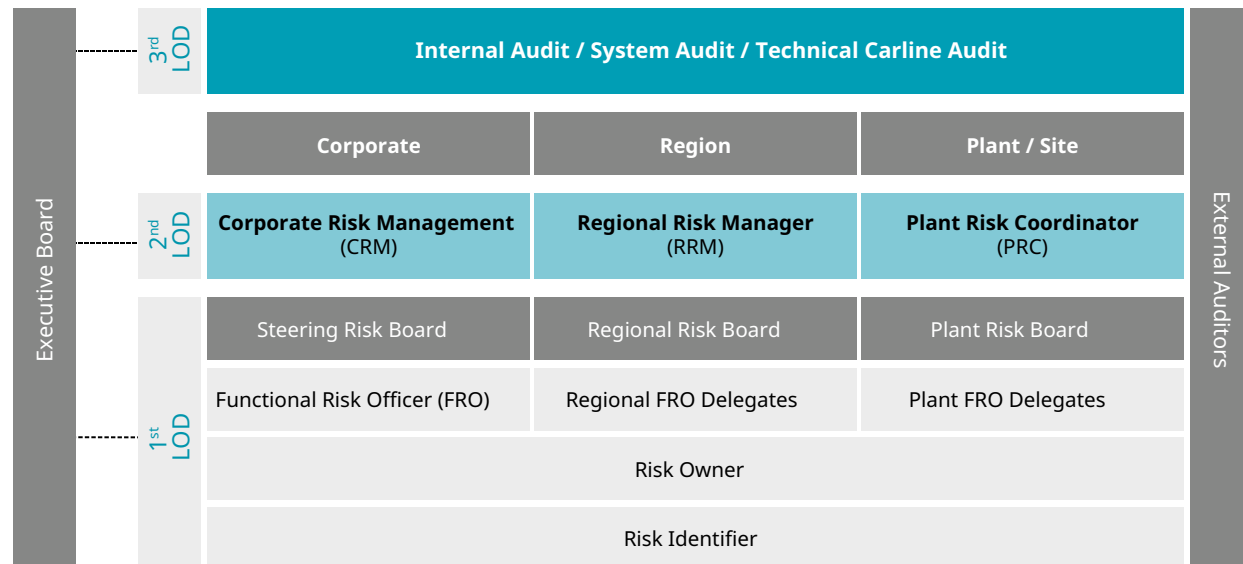 Executive Board
3rd
LOD
Internal Audit / System Audit / Technical Carline Audit
Corporate
Region
Plant / Site
2nd
LOD
Corporate Risk Management
(CRM)
Regional Risk Manager
(RRM)
Plant Risk Coordinator
(PRC)
1st
LOD
Steering Risk Board
Regional Risk Board
Plant Risk Board
Functional Risk Officer (FRO)
Regional FRO Delegates
Plant FRO Delegates
Risk Owner
Risk Identifier
External Auditors